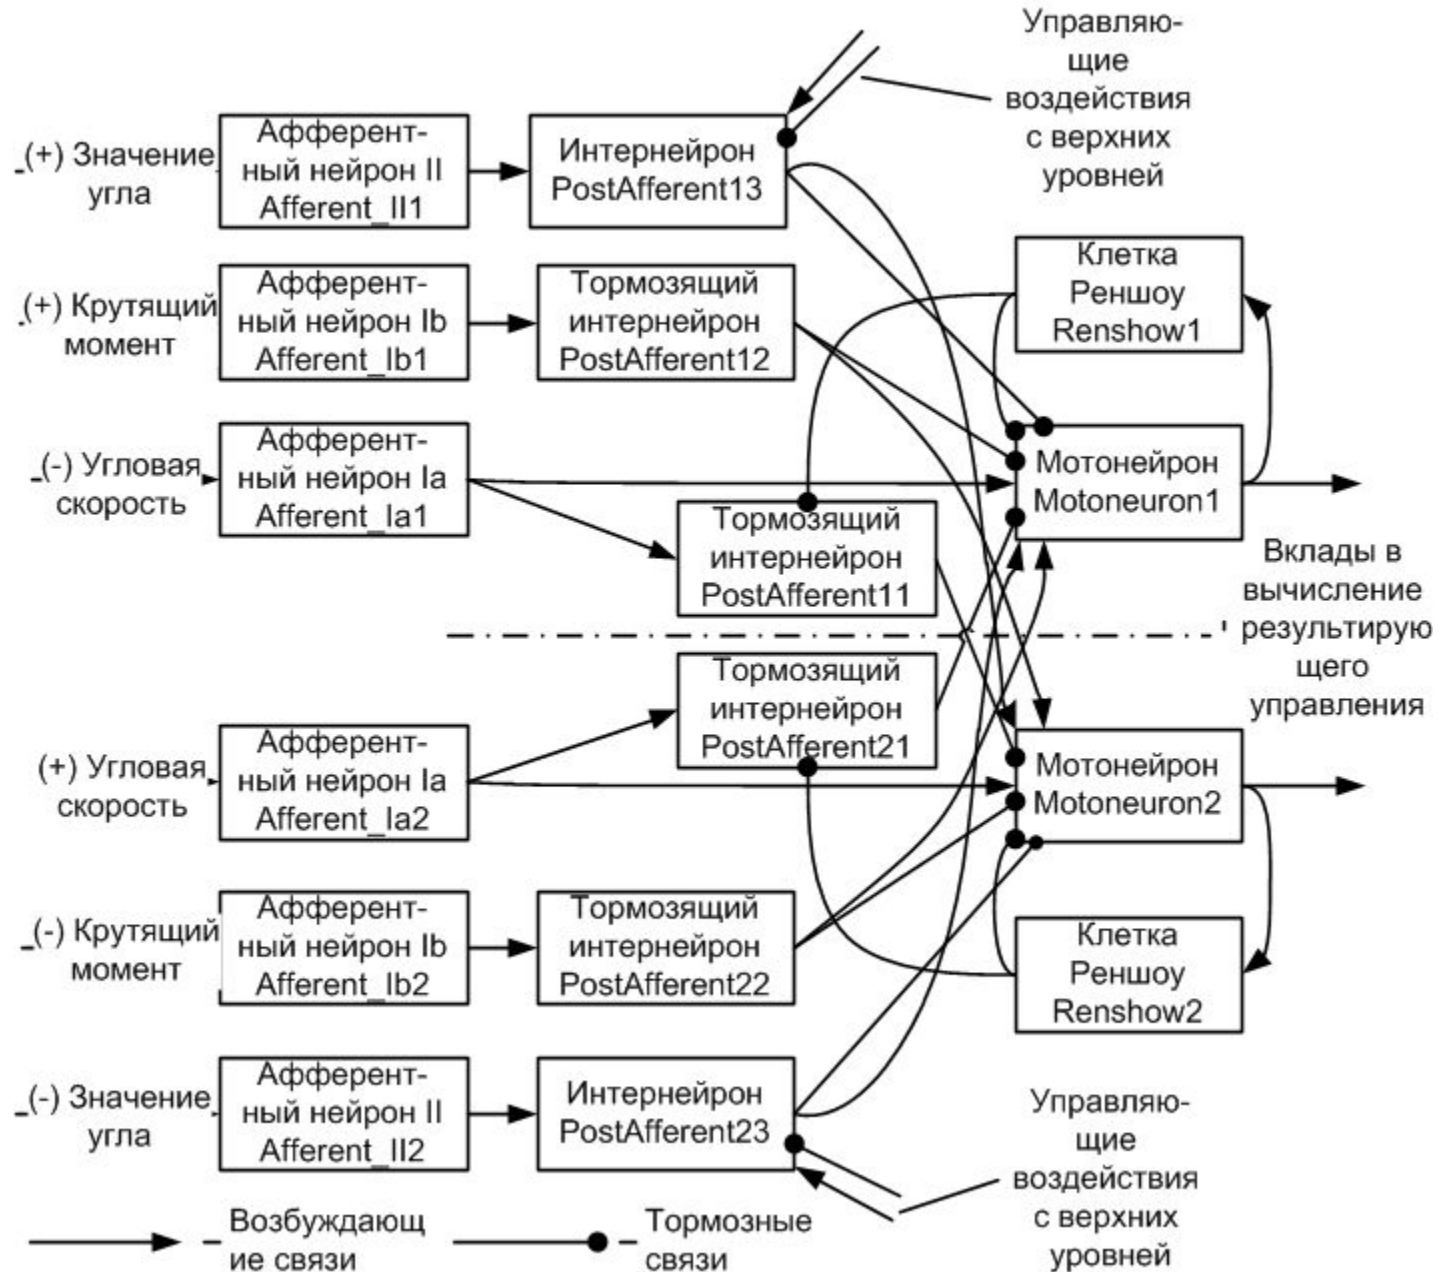 Управляю-
щие
воздействия
с верхних
уровней
(+) Значение
угла
Афферент-
ный нейрон II
Afferent_II1
Интернейрон
PostAfferent13
(+) Крутящий
момент
Афферент-
ный нейрон Ib
Afferent_Ib1
Тормозящий
интернейрон
PostAfferent12
Клетка
Реншоу
Renshow1
(-) Угловая
скорость
Афферент-
ный нейрон Ia
Afferent_Ia1
Мотонейрон
Motoneuron1
Тормозящий
интернейрон
PostAfferent11
Вклады в
вычисление
результирую
щего
управления
Тормозящий
интернейрон
PostAfferent21
(+) Угловая
скорость
Афферент-
ный нейрон Ia
Afferent_Ia2
Мотонейрон
Motoneuron2
(-) Крутящий
момент
Афферент-
ный нейрон Ib
Afferent_Ib2
Тормозящий
интернейрон
PostAfferent22
Клетка
Реншоу
Renshow2
(-) Значение
угла
Афферент-
ный нейрон II
Afferent_II2
Интернейрон
PostAfferent23
Управляю-
щие
воздействия
с верхних
уровней
– Возбуждающ
ие связи
– Тормозные
связи